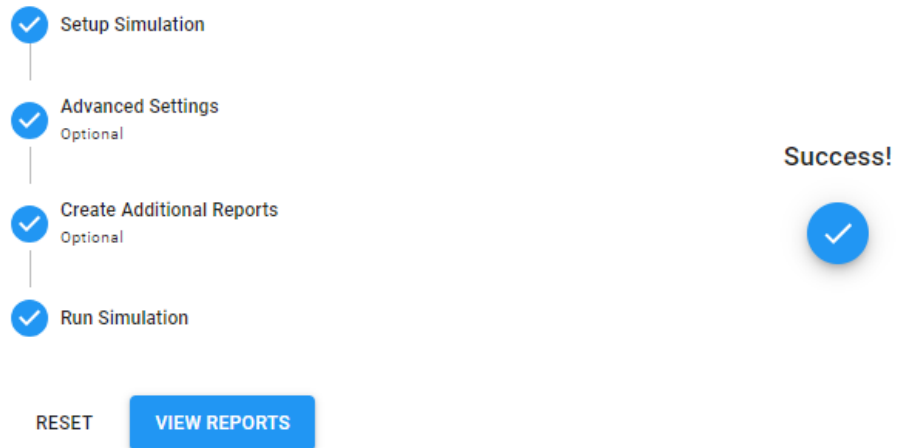 Setup Simulation
Advanced Settings
Optional
Success!
Create Additional Reports
Optional
Run Simulation
RESET
VIEW REPORTS